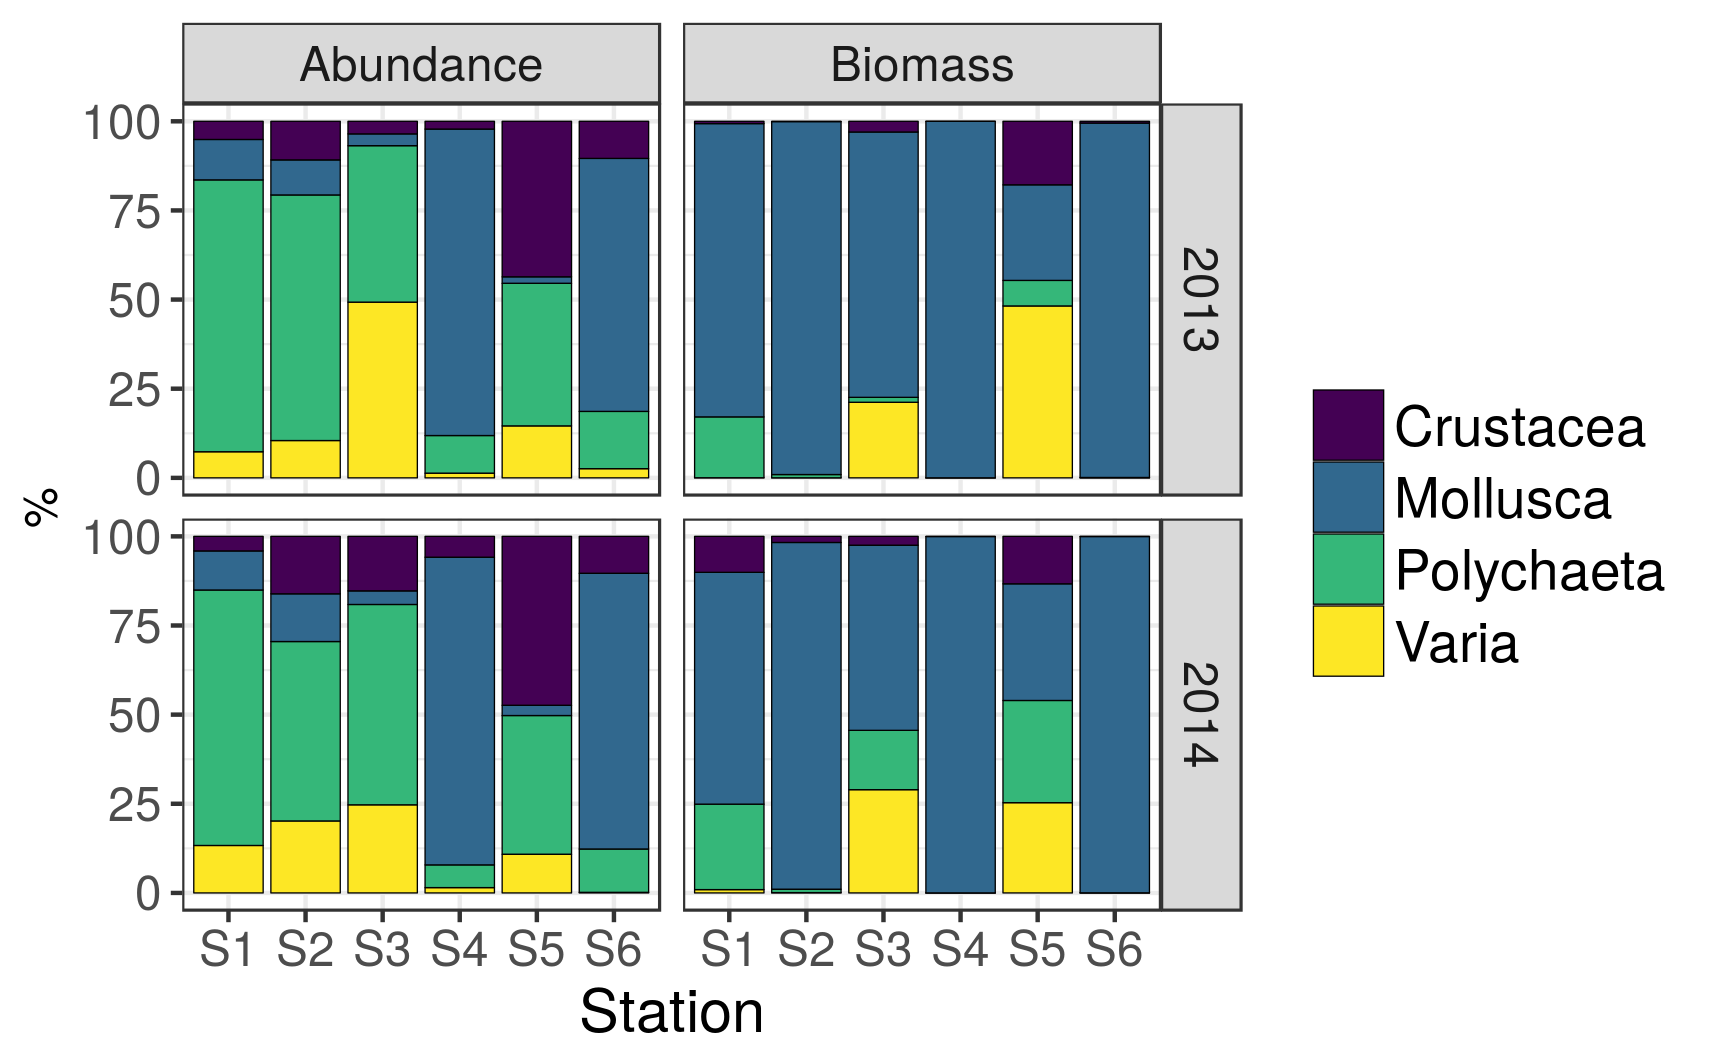 Abundance
Biomass
100
75
50
25
0
2013
%
100
75
50
25
0
2014
S1 S2 S3 S4 S5 S6
S1 S2 S3 S4 S5 S6
Station
Crustacea
Mollusca
Polychaeta
Varia